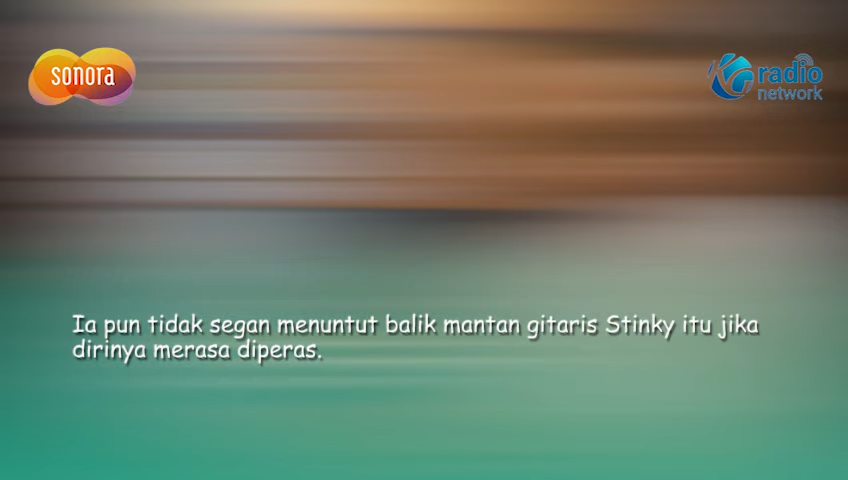 sonora
radio
network
Ia pun tidak segan menuntut balik mantan gitaris Stinky itu jika
dirinya merasa diperas.